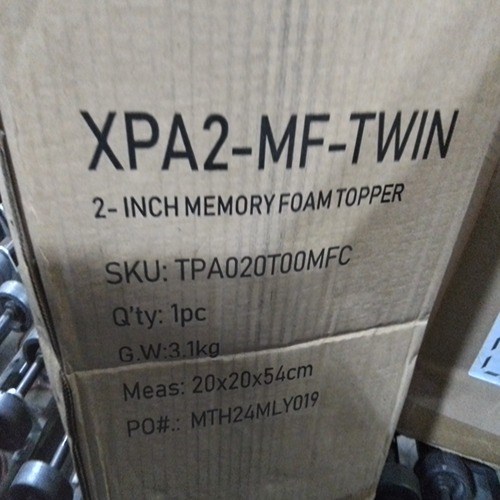 XPA2-MF-TWIN
2- INCH MEMORY FOAM TOPPER
SKU: TPA020T00MFC
Q'ty: 1pc
G.W:3.1kg
Meas: 20x20x54cm
PO#.: MTH24MLY019